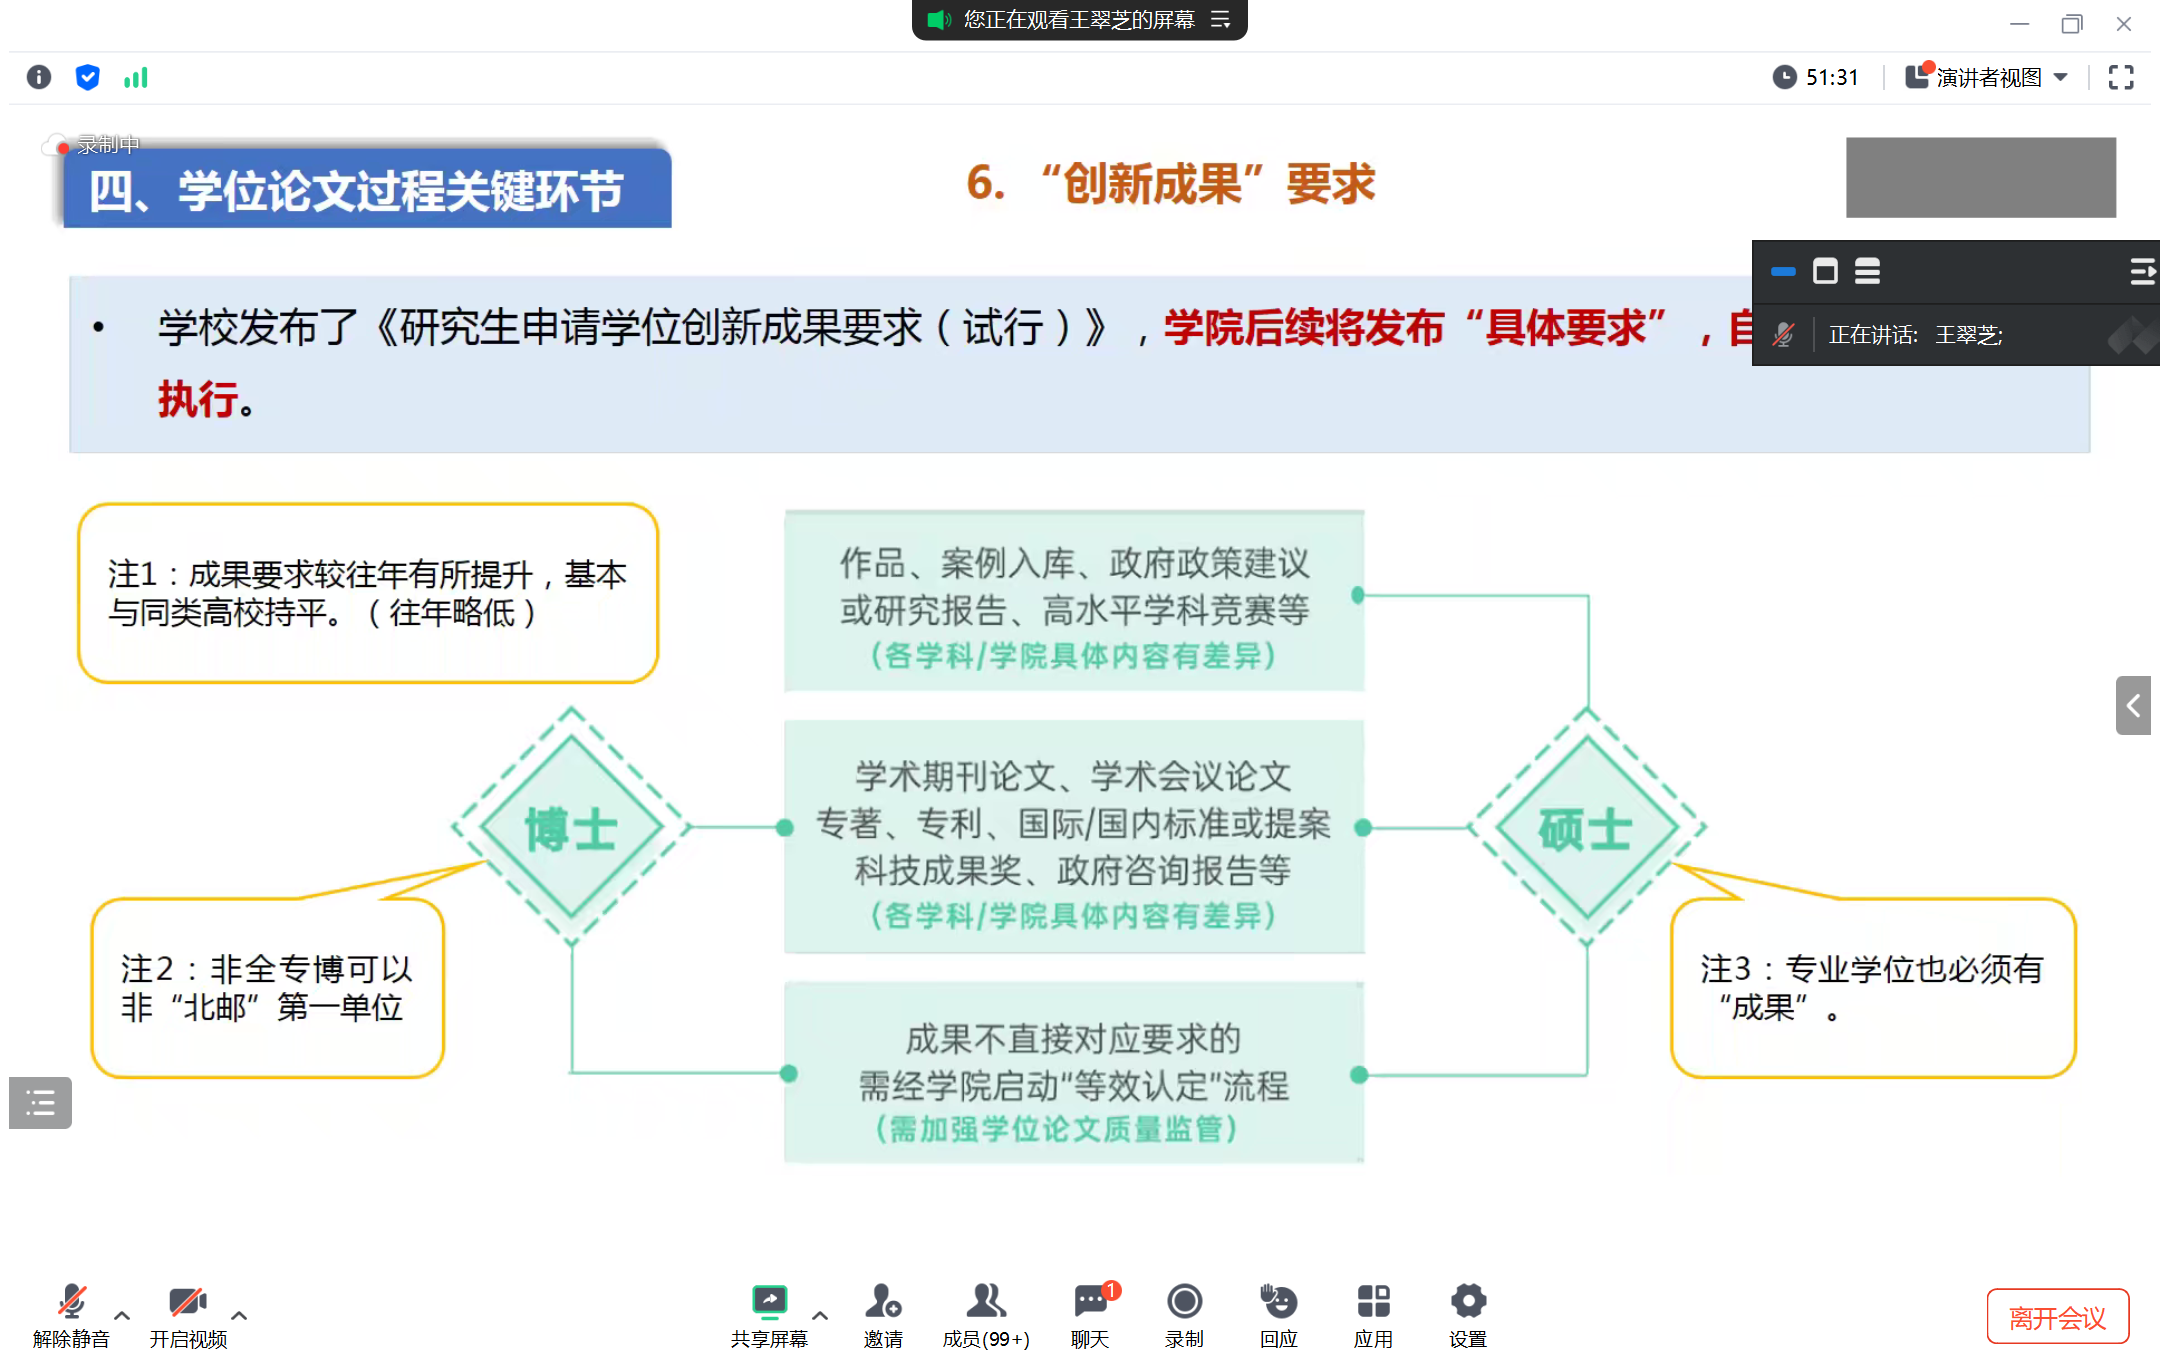 您正在观看王翠芝的屏幕
51:31
演讲者视图
录制中
四、学位论文过程关键环节
6. “创新成果”要求
• 学校发布了《研究生申请学位创新成果要求（试行）》，学院后续将发布“具体要求”，自
执行。
正在讲话: 王翠芝;
注1：成果要求较往年有所提升，基本
与同类高校持平。（往年略低）
作品、案例入库、政府政策建议
或研究报告、高水平学科竞赛等
（各学科/学院具体内容有差异）
学术期刊论文、学术会议论文
专著、专利、国际/国内标准或提案
科技成果奖、政府咨询报告等
（各学科/学院具体内容有差异）
博士
硕士
注2：非全专博可以
非“北邮”第一单位
注3：专业学位也必须有
“成果”。
成果不直接对应要求的
需经学院启动“等效认定”流程
（需加强学位论文质量监管）
解除静音
开启视频
共享屏幕
邀请
成员(99+)
聊天
1
录制
回应
应用
设置
离开会议